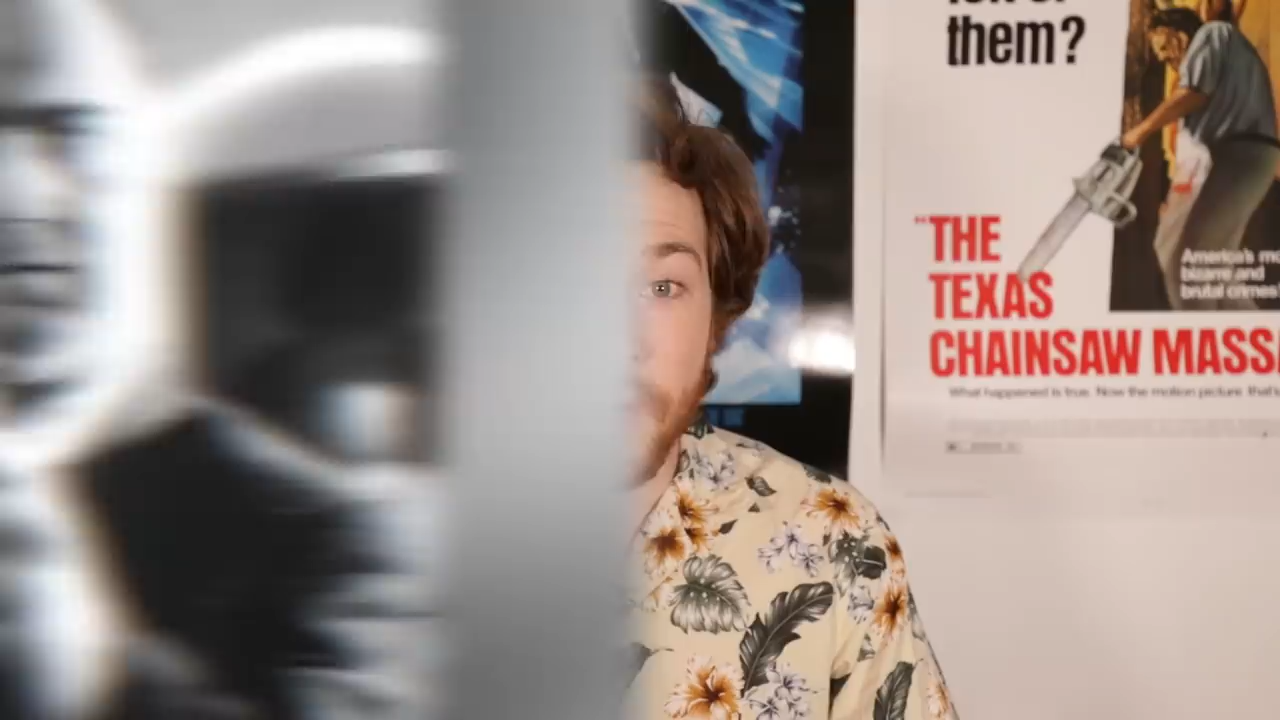 them?
"THE
TEXAS
CHAINSAW MASS
What happened is true. Now the motion picture that's
America's mo
bizarre and
brutal crimes